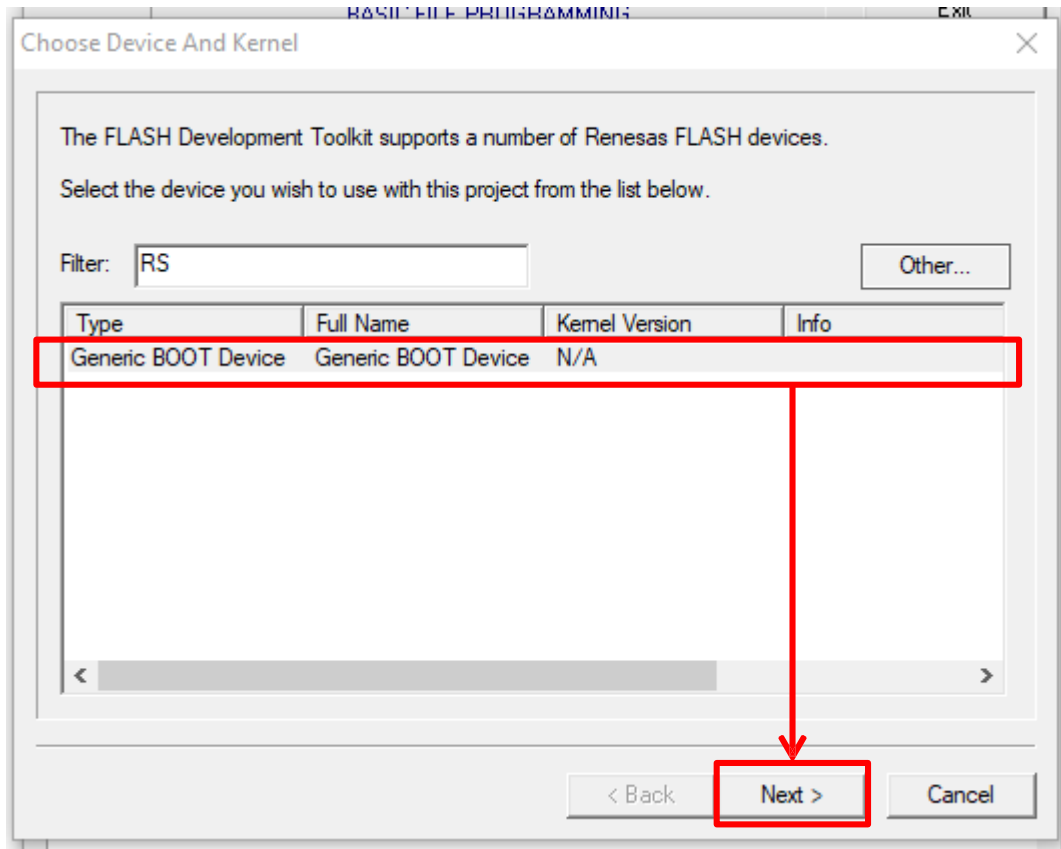 BASIC FILE PROGRAMMING
Exit
Choose Device And Kernel
The FLASH Development Toolkit supports a number of Renesas FLASH devices.
Select the device you wish to use with this project from the list below.
Filter: RS Other...
Type Full Name Kernel Version Info
Generic BOOT Device Generic BOOT Device N/A
< Back Next > Cancel